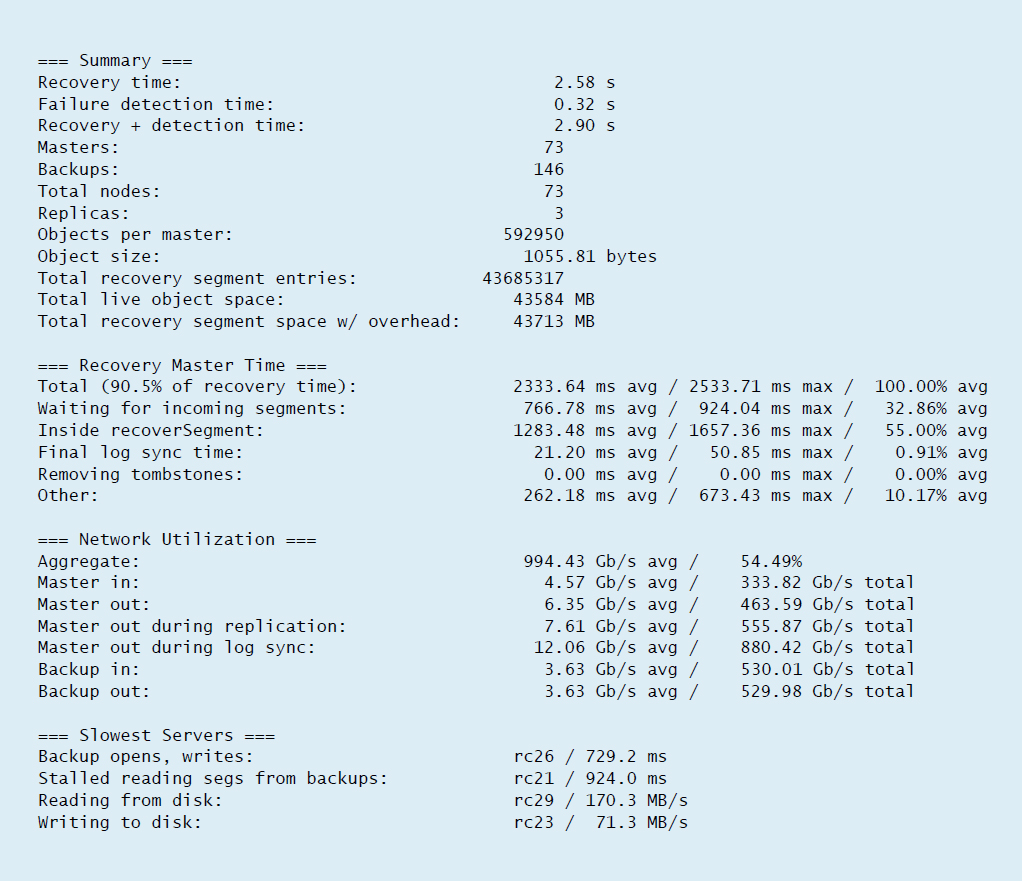 === Summary ===
Recovery time: 2.58 s
Failure detection time: 0.32 s
Recovery + detection time: 2.90 s
Masters: 73
Backups: 146
Total nodes: 73
Replicas: 3
Objects per master: 592950
Object size: 1055.81 bytes
Total recovery segment entries: 43685317
Total live object space: 43584 MB
Total recovery segment space w/ overhead: 43713 MB
=== Recovery Master Time ===
Total (90.5% of recovery time): 2333.64 ms avg / 2533.71 ms max / 100.00% avg
Waiting for incoming segments: 766.78 ms avg / 924.04 ms max / 32.86% avg
Inside recoverSegment: 1283.48 ms avg / 1657.36 ms max / 55.00% avg
Final log sync time: 21.20 ms avg / 50.85 ms max / 0.91% avg
Removing tombstones: 0.00 ms avg / 0.00 ms max / 0.00% avg
Other: 262.18 ms avg / 673.43 ms max / 10.17% avg
=== Network Utilization ===
Aggregate: 994.43 Gb/s avg / 54.49%
Master in: 4.57 Gb/s avg / 333.82 Gb/s total
Master out: 6.35 Gb/s avg / 463.59 Gb/s total
Master out during replication: 7.61 Gb/s avg / 555.87 Gb/s total
Master out during log sync: 12.06 Gb/s avg / 880.42 Gb/s total
Backup in: 3.63 Gb/s avg / 530.01 Gb/s total
Backup out: 3.63 Gb/s avg / 529.98 Gb/s total
=== Slowest Servers ===
Backup opens, writes: rc26 / 729.2 ms
Stalled reading segs from backups: rc21 / 924.0 ms
Reading from disk: rc29 / 170.3 MB/s
Writing to disk: rc23 / 71.3 MB/s